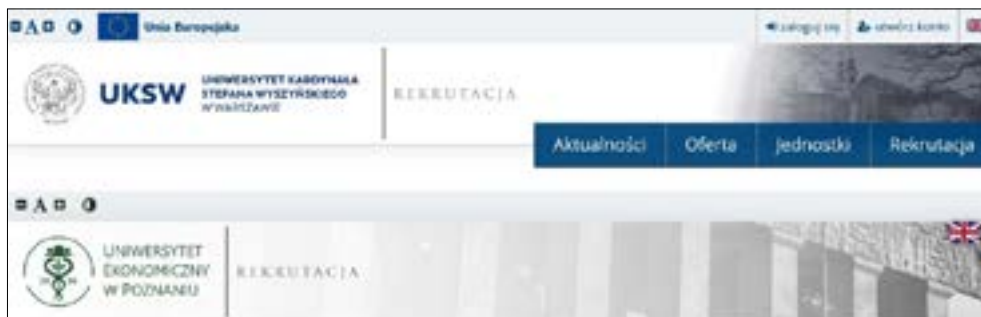 A Unia Europejska zaloguj się utwórz konto
UKSW
UNIWERSYTET KARDYNAŁA
STEFANA WYSZYŃSKIEGO
W WARSZAWIE
REKRUTACJA
Aktualności Oferta Jednostki Rekrutacja
A
UNIWERSYTET
EKONOMICZNY
W POZNANIU
REKRUTACJA